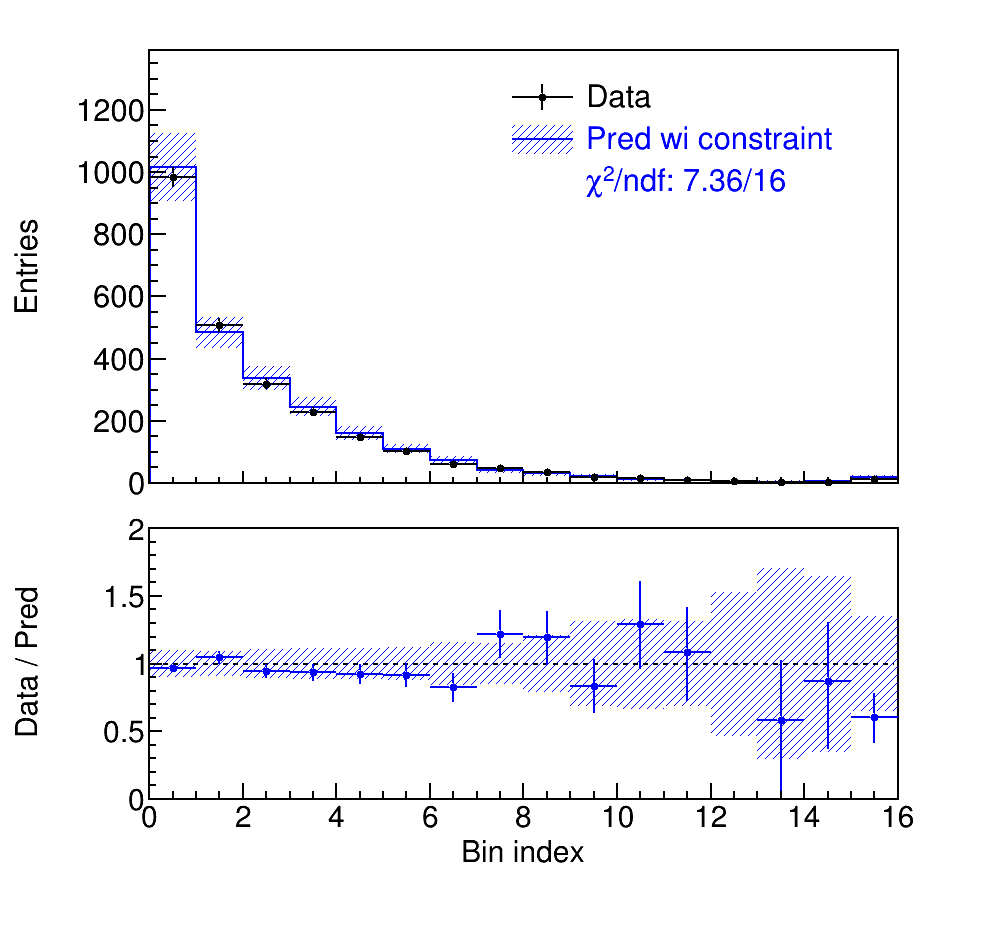 Entries
1200
1000
800
600
400
200
0
Data
Pred wi constraint
χ²/ndf: 7.36/16
Data / Pred
2
1.5
1
0.5
0
0 2 4 6 8 10 12 14 16
Bin index